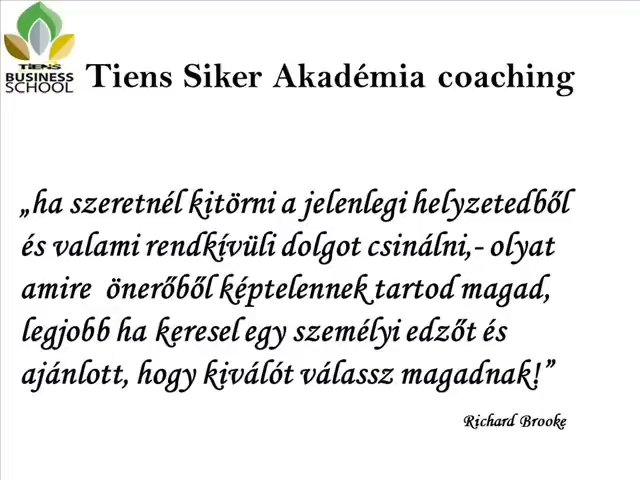 TIENS
BUSINESS
SCHOOL
Tiens Siker Akadémia coaching
„ha szeretnél kitörni a jelenlegi helyzetedből
és valami rendkívüli dolgot csinálni,- olyat
amire önerőből képtelennek tartod magad,
legjobb ha keresel egy személyi edzőt és
ajánlott, hogy kiválót válassz magadnak!”
Richard Brooke